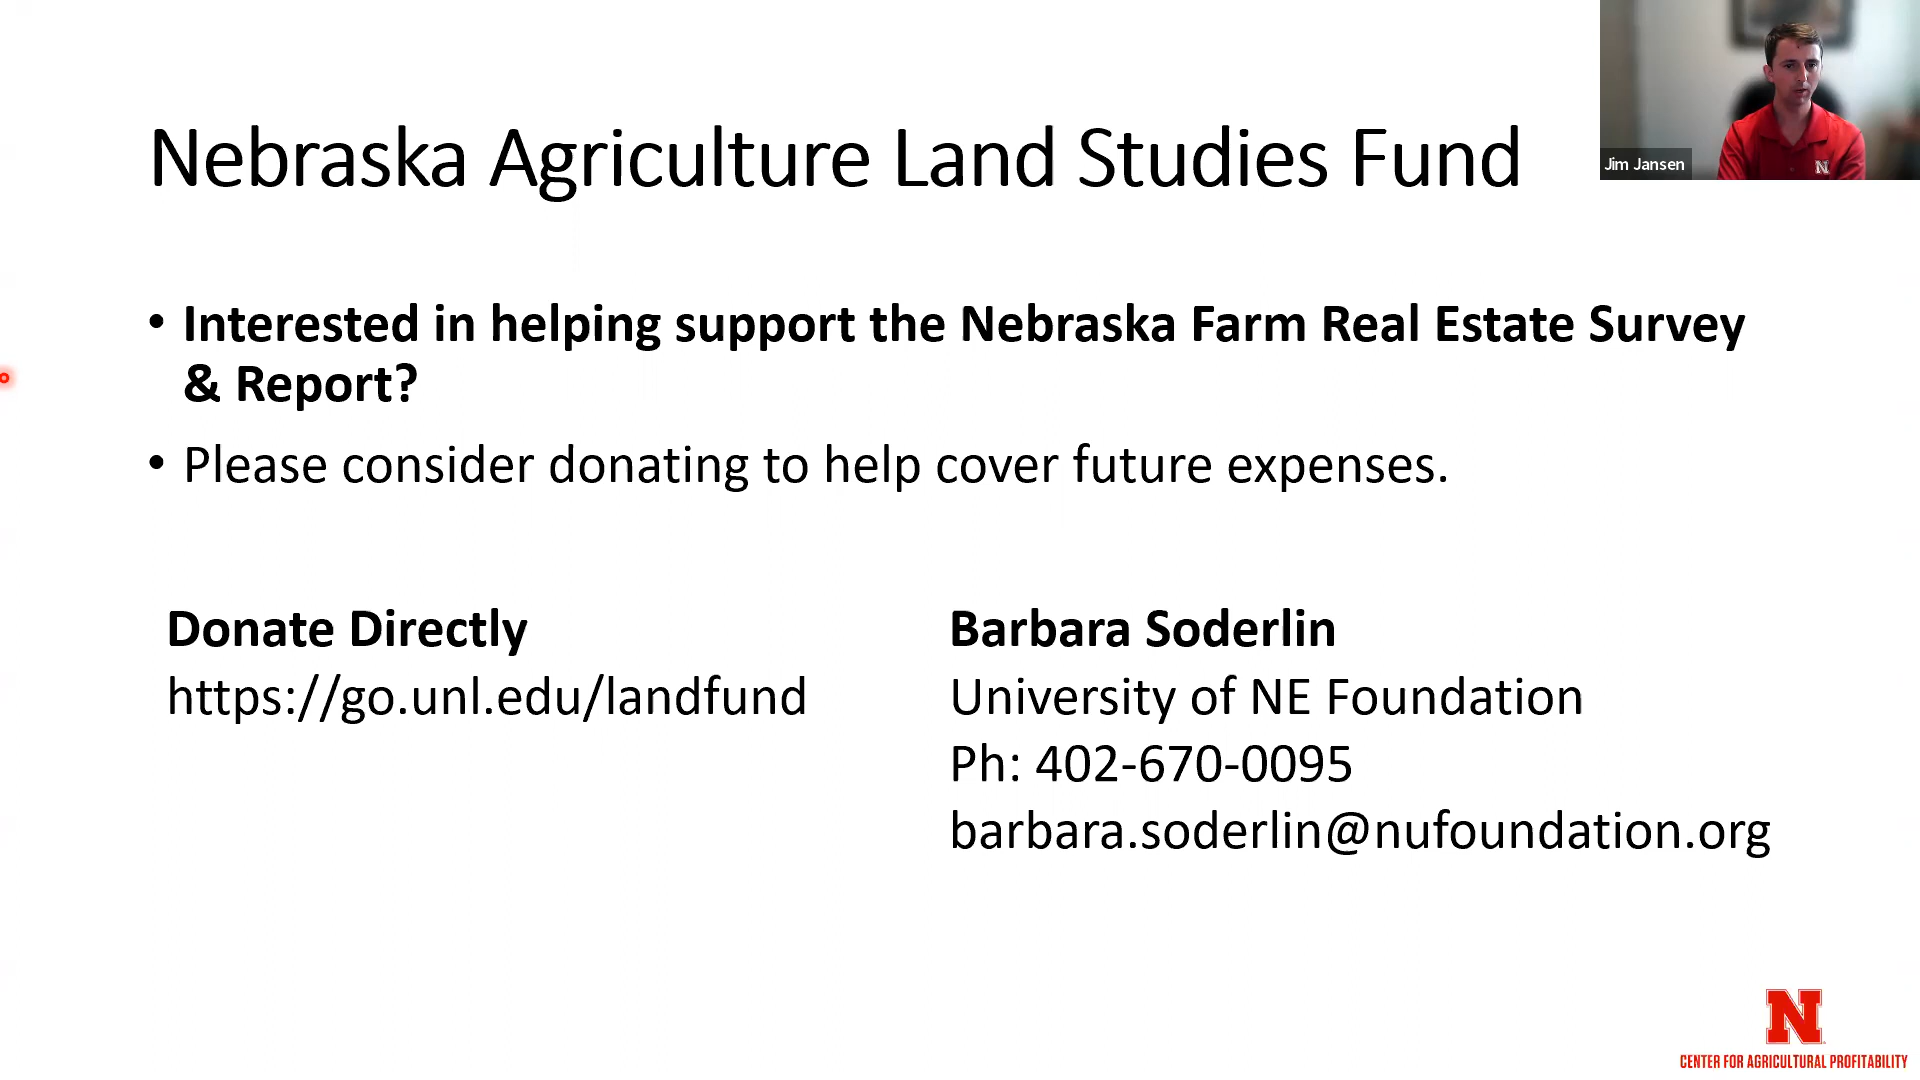 Nebraska Agriculture Land Studies Fund
Jim Jansen
N
• Interested in helping support the Nebraska Farm Real Estate Survey
& Report?
• Please consider donating to help cover future expenses.
Donate Directly
https://go.unl.edu/landfund
Barbara Soderlin
University of NE Foundation
Ph: 402-670-0095
barbara.soderlin@nufoundation.org
N
CENTER FOR AGRICULTURAL PROFITABILITY